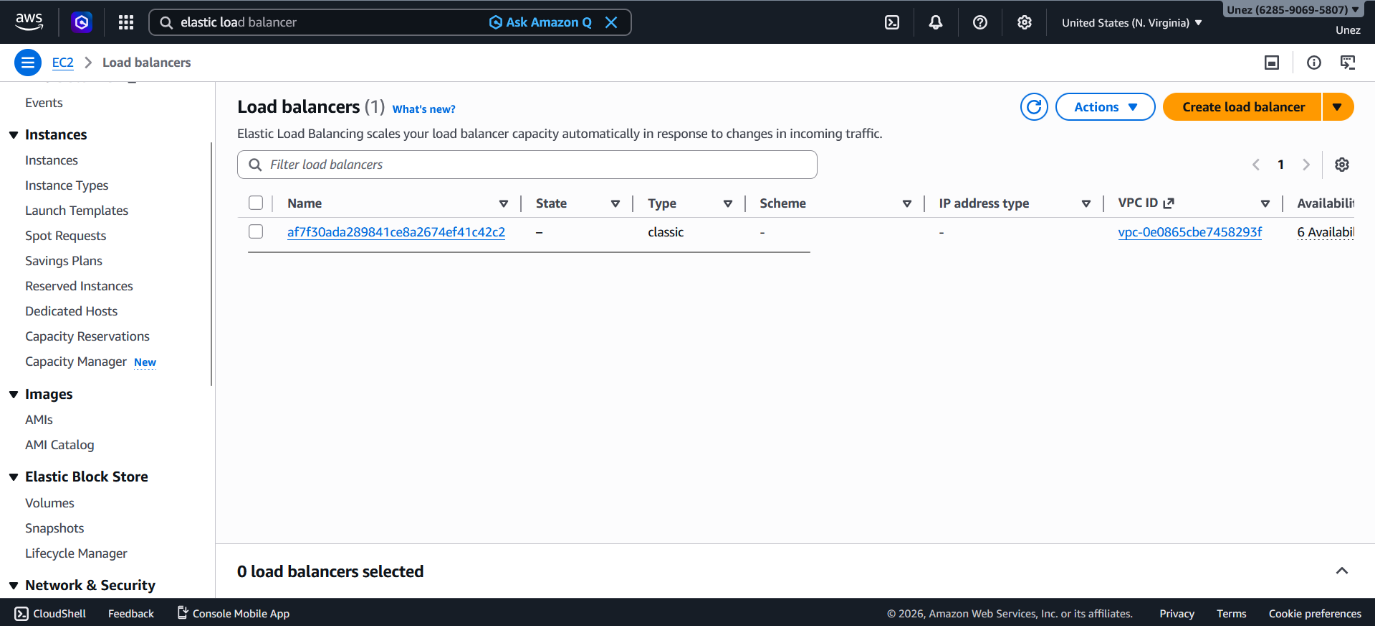 aws
elastic load balancer
Ask Amazon Q
United States (N. Virginia)
Unez (6285-9069-5807)
Unez
EC2
Load balancers
Events
Instances
Instances
Instance Types
Launch Templates
Spot Requests
Savings Plans
Reserved Instances
Dedicated Hosts
Capacity Reservations
Capacity Manager New
Images
AMIs
AMI Catalog
Elastic Block Store
Volumes
Snapshots
Lifecycle Manager
Network & Security
Load balancers (1) What's new?
Actions
Create load balancer
Elastic Load Balancing scales your load balancer capacity automatically in response to changes in incoming traffic.
Filter load balancers
1
Name State Type Scheme IP address type VPC ID Availabilit
af7f30ada289841ce8a2674ef41c42c2 – classic - - vpc-0e0865cbe7458293f 6 Availabil
0 load balancers selected
CloudShell Feedback Console Mobile App © 2026, Amazon Web Services, Inc. or its affiliates. Privacy Terms Cookie preferences